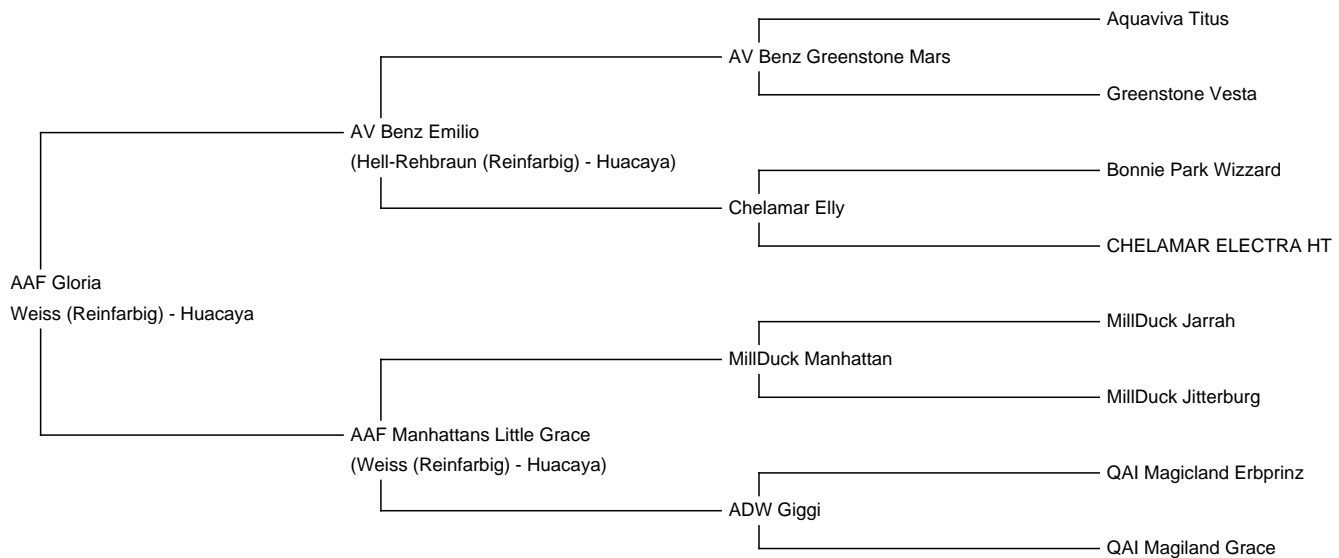 Aquaviva Titus
AV Benz Greenstone Mars
Greenstone Vesta
AV Benz Emilio
(Hell-Rehbraun (Reinfarbig) - Huacaya)
Bonnie Park Wizzard
Chelamar Elly
CHELAMAR ELECTRA HT
AAF Gloria
Weiss (Reinfarbig) - Huacaya
MillDuck Jarrah
MillDuck Manhattan
MillDuck Jitterburg
AAF Manhattans Little Grace
(Weiss (Reinfarbig) - Huacaya)
QAI Magicland Erbprinz
ADW Giggi
QAI Magiland Grace